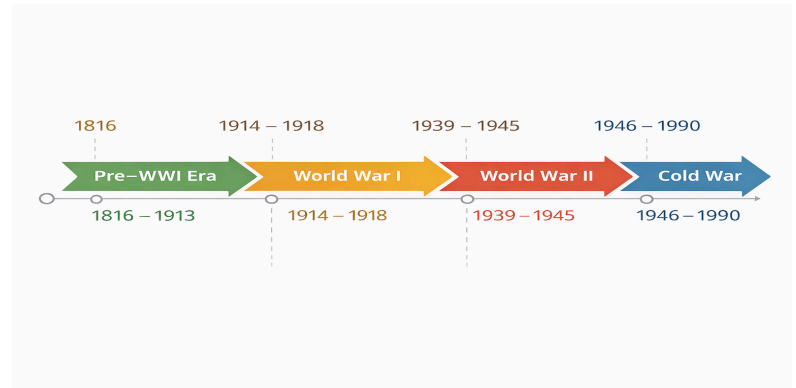 1816
1914 – 1918
1939 – 1945
1946 – 1990
Pre–WWI Era
World War I
World War II
Cold War
1816 – 1913
1914 – 1918
1939 – 1945
1946 – 1990